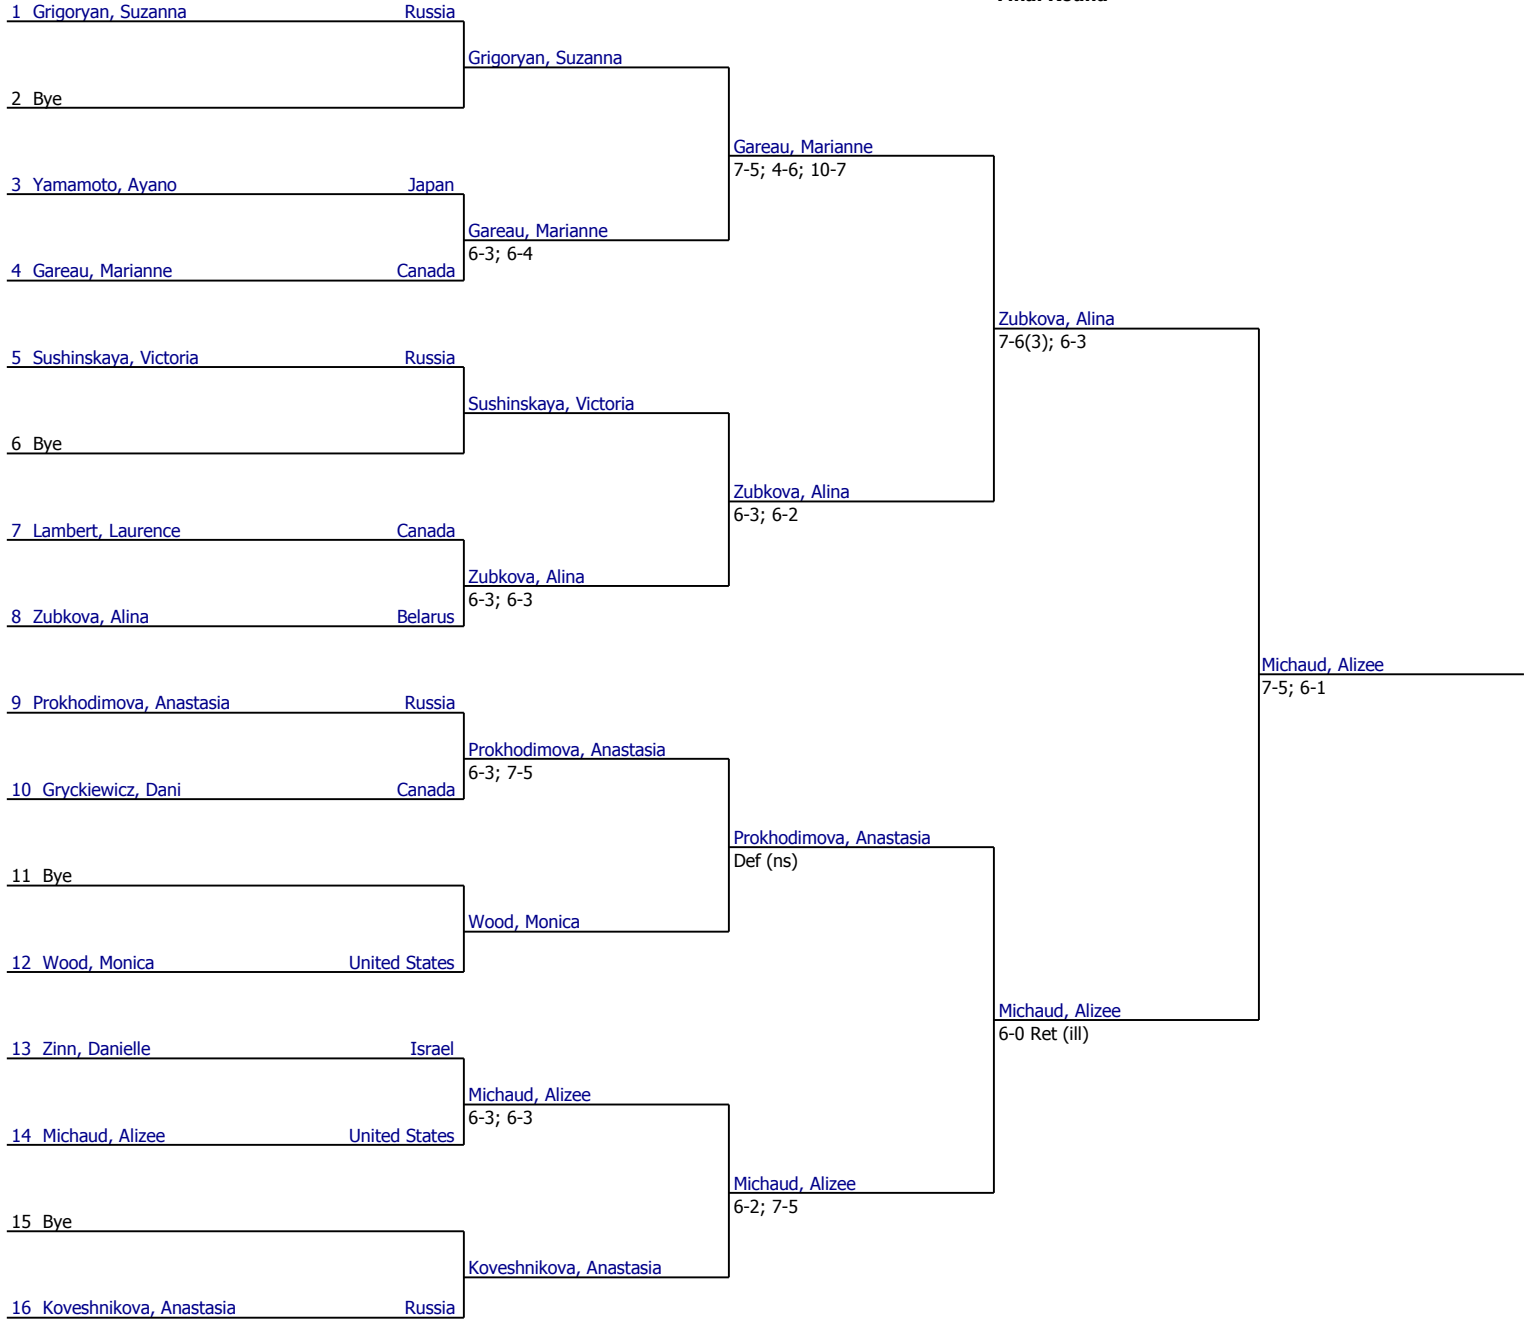 Final Round
1 Grigoryan, Suzanna Russia
Grigoryan, Suzanna
2 Bye
Gareau, Marianne
7-5; 4-6; 10-7
3 Yamamoto, Ayano Japan
Gareau, Marianne
6-3; 6-4
4 Gareau, Marianne Canada
Zubkova, Alina
7-6(3); 6-3
5 Sushinskaya, Victoria Russia
Sushinskaya, Victoria
6 Bye
Zubkova, Alina
6-3; 6-2
7 Lambert, Laurence Canada
Zubkova, Alina
6-3; 6-3
8 Zubkova, Alina Belarus
Michaud, Alizee
7-5; 6-1
9 Prokhodimova, Anastasia Russia
Prokhodimova, Anastasia
6-3; 7-5
10 Gryckiewicz, Dani Canada
Prokhodimova, Anastasia
Def (ns)
11 Bye
Wood, Monica
12 Wood, Monica United States
Michaud, Alizee
6-0 Ret (ill)
13 Zinn, Danielle Israel
Michaud, Alizee
6-3; 6-3
14 Michaud, Alizee United States
Michaud, Alizee
6-2; 7-5
15 Bye
Koveshnikova, Anastasia
16 Koveshnikova, Anastasia Russia